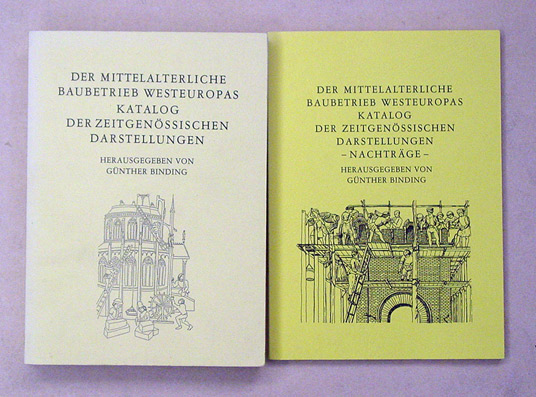 DER MITTELALTERLICHE
BAUBETRIEB WESTEUROPAS
KATALOG
DER ZEITGENÖSSISCHEN
DARSTELLUNGEN
HERAUSGEGEBEN VON
GÜNTHER BINDING
DER MITTELALTERLICHE
BAUBETRIEB WESTEUROPAS
KATALOG
DER ZEITGENÖSSISCHEN
DARSTELLUNGEN
– NACHTRÄGE –
HERAUSGEGEBEN VON
GÜNTHER BINDING